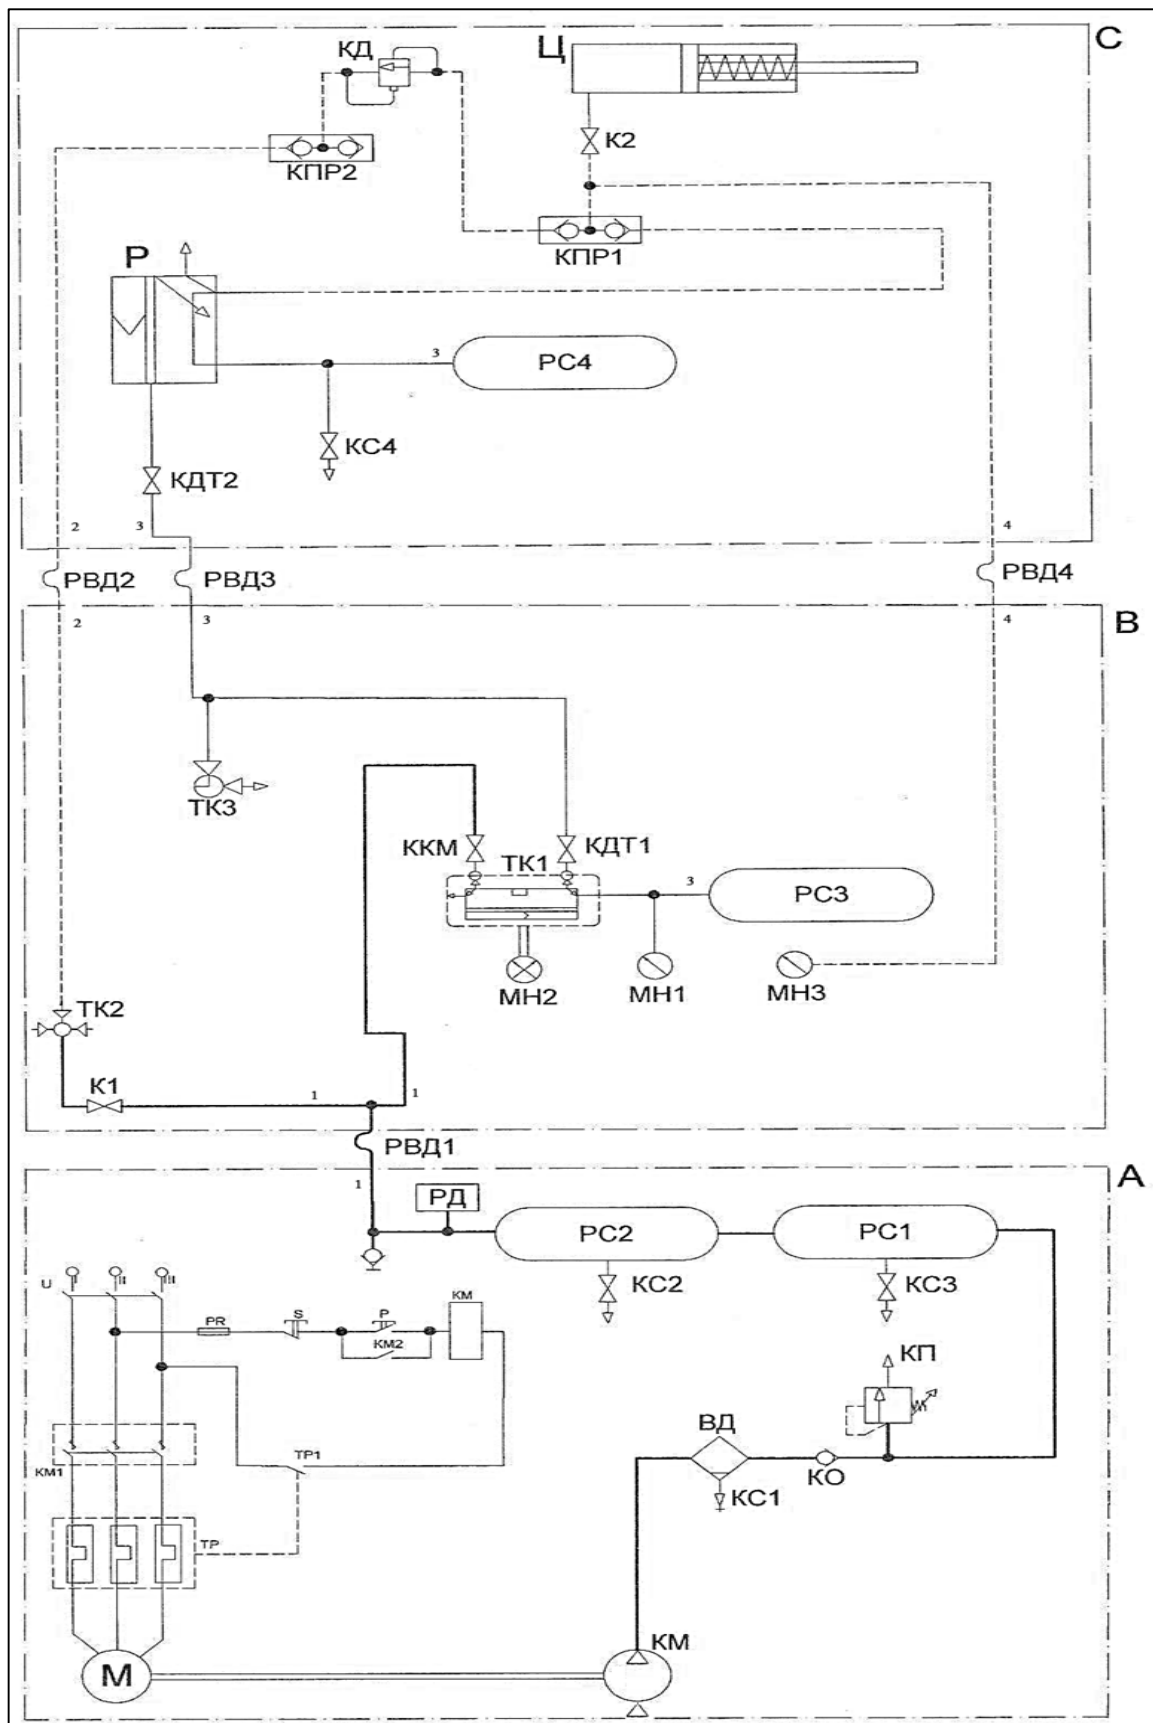 С
КД
Ц
К2
КПР2
КПР1
Р
3
РС4
КС4
КДТ2
2
3
4
РВД2
РВД3
РВД4
2
3
4
В
ТК3
ККМ
ТК1
КДТ1
3
РС3
МН2
МН1
МН3
ТК2
К1
1
1
РВД1
А
1
РД
РС2
РС1
КС2
КС3
U
I
II
III
PR
S
P
KM
KM2
КП
ВД
КО
КС1
KM1
TP1
TP
М
КМ